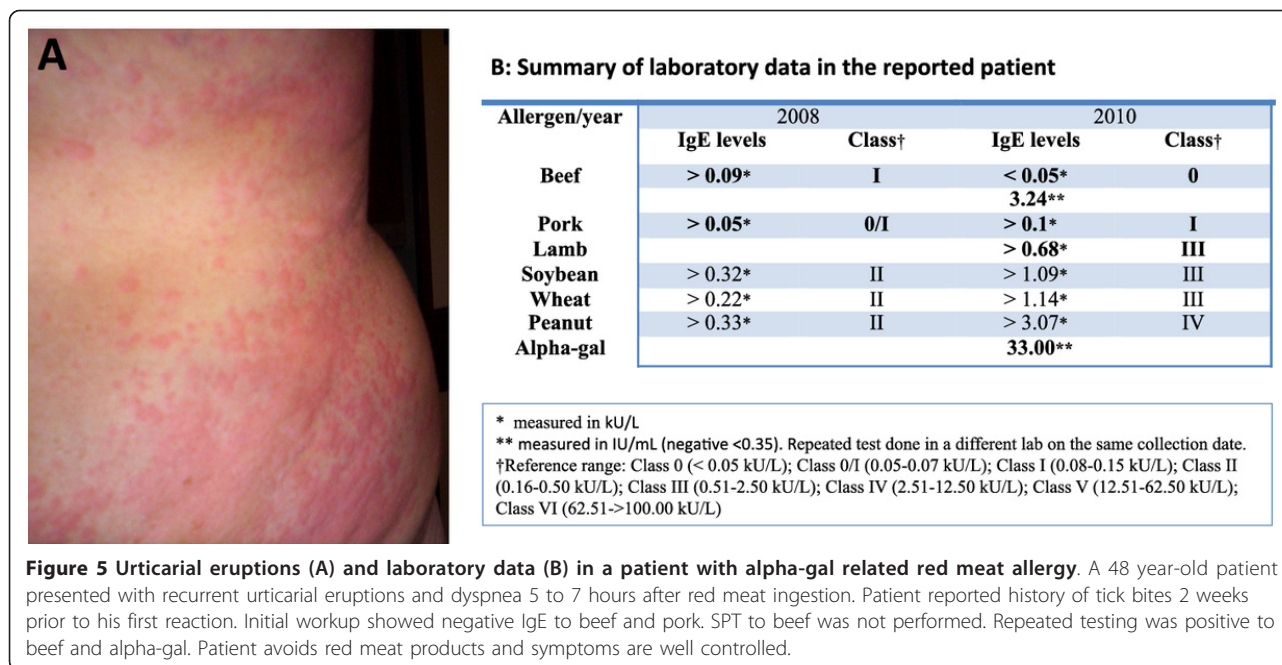 A
B: Summary of laboratory data in the reported patient
Allergen/year 2008 2010
IgE levels Class† IgE levels Class†
Beef > 0.09* I < 0.05* 0
3.24**
Pork > 0.05* 0/I > 0.1* I
Lamb > 0.68* III
Soybean > 0.32* II > 1.09* III
Wheat > 0.22* II > 1.14* III
Peanut > 0.33* II > 3.07* IV
Alpha-gal 33.00**
* measured in kU/L
** measured in IU/mL (negative <0.35). Repeated test done in a different lab on the same collection date.
†Reference range: Class 0 (< 0.05 kU/L); Class 0/I (0.05-0.07 kU/L); Class I (0.08-0.15 kU/L); Class II
(0.16-0.50 kU/L); Class III (0.51-2.50 kU/L); Class IV (2.51-12.50 kU/L); Class V (12.51-62.50 kU/L);
Class VI (62.51->100.00 kU/L)
Figure 5 Urticarial eruptions (A) and laboratory data (B) in a patient with alpha-gal related red meat allergy. A 48 year-old patient
presented with recurrent urticarial eruptions and dyspnea 5 to 7 hours after red meat ingestion. Patient reported history of tick bites 2 weeks
prior to his first reaction. Initial workup showed negative IgE to beef and pork. SPT to beef was not performed. Repeated testing was positive to
beef and alpha-gal. Patient avoids red meat products and symptoms are well controlled.